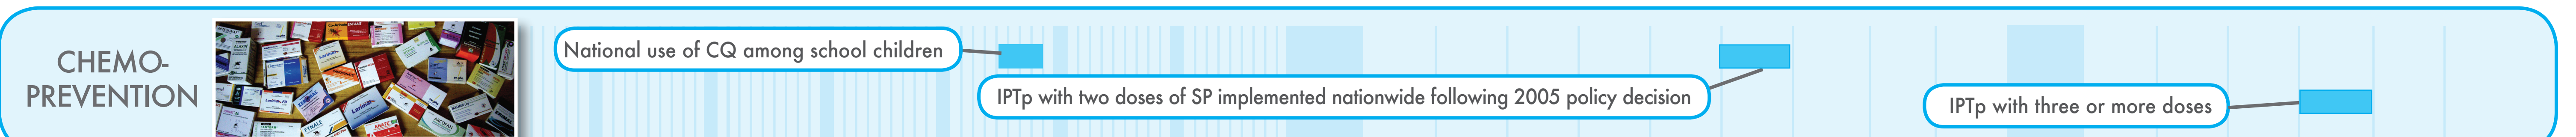 CHEMO-
PREVENTION
National use of CQ among school children
IPTp with two doses of SP implemented nationwide following 2005 policy decision
IPTp with three or more doses